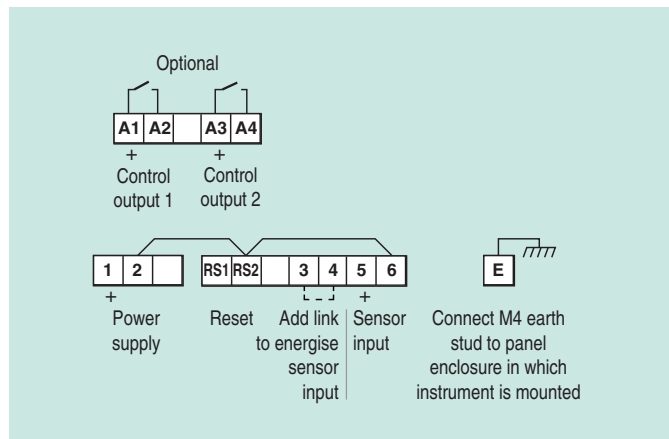 Optional
A1 A2 A3 A4
+ +
Control Control
output 1 output 2
1 2 RS1 RS2 3 4 5 6 E
+ +
Power Reset Add link Sensor Connect M4 earth
supply to energise input stud to panel
sensor enclosure in which
input instrument is mounted